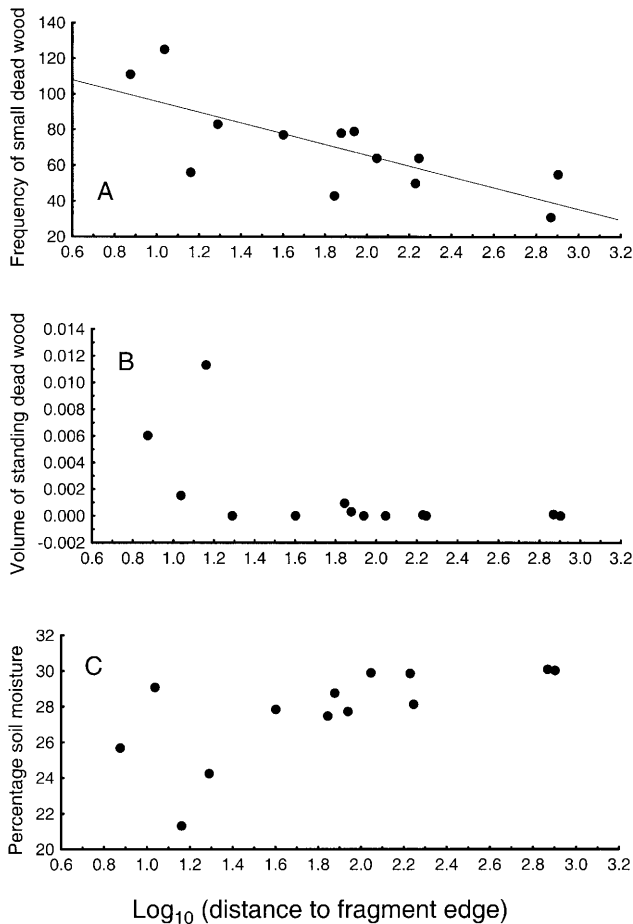 Frequency of small dead wood
140
120
100
80
60
40
20
A
0.6 0.8 1.0 1.2 1.4 1.6 1.8 2.0 2.2 2.4 2.6 2.8 3.0 3.2
Volume of standing dead wood
0.014
0.012
0.010
0.008
0.006
0.004
0.002
0.000
-0.002
B
0.6 0.8 1.0 1.2 1.4 1.6 1.8 2.0 2.2 2.4 2.6 2.8 3.0 3.2
Percentage soil moisture
32
30
28
26
24
22
20
C
0.6 0.8 1.0 1.2 1.4 1.6 1.8 2.0 2.2 2.4 2.6 2.8 3.0 3.2
Log10 (distance to fragment edge)